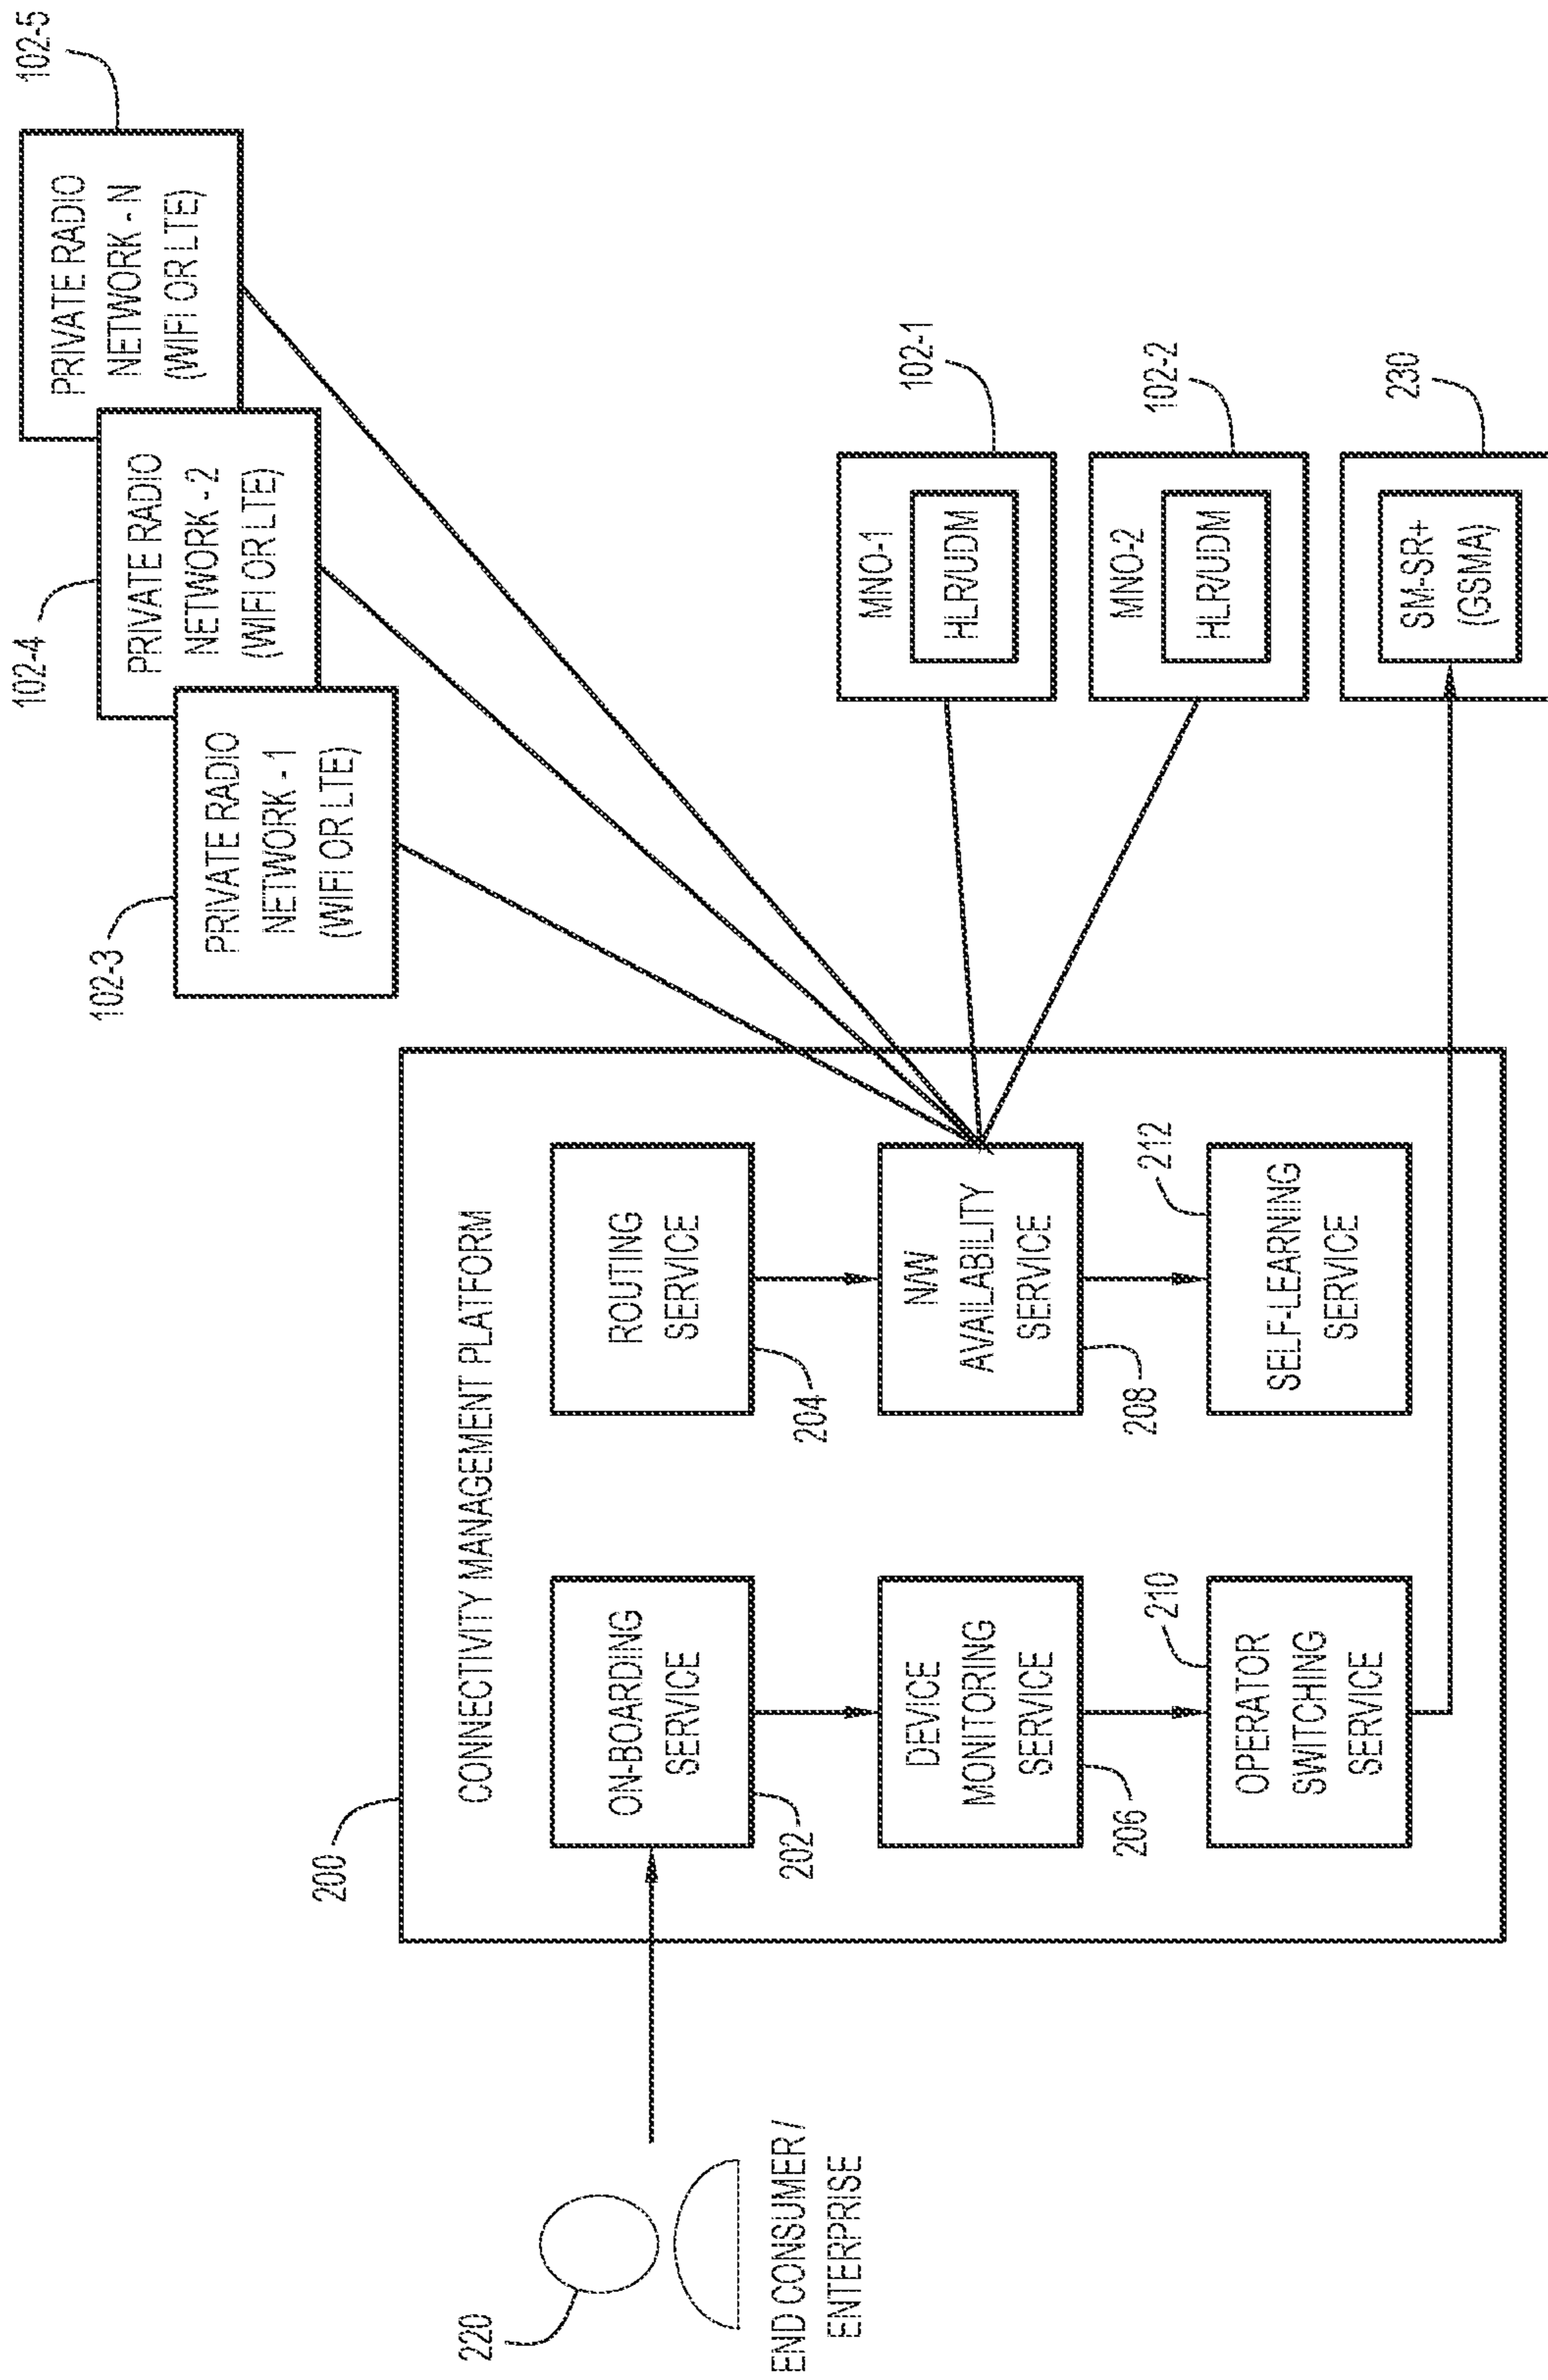 102-5
PRIVATE RADIO
NETWORK - N
(WIFI OR LTE)
102-4
PRIVATE RADIO
NETWORK - 2
(WIFI OR LTE)
102-3
PRIVATE RADIO
NETWORK - 1
(WIFI OR LTE)
200
CONNECTIVITY MANAGEMENT PLATFORM
220
END CONSUMER /
ENTERPRISE
ON-BOARDING
SERVICE
202
ROUTING
SERVICE
204
DEVICE
MONITORING
SERVICE
206
N/W
AVAILABILITY
SERVICE
208
210
OPERATOR
SWITCHING
SERVICE
212
SELF-LEARNING
SERVICE
102-1
MNO-1
HLR/UDM
102-2
MNO-2
HLR/UDM
230
SM-SR+
(GSMA)